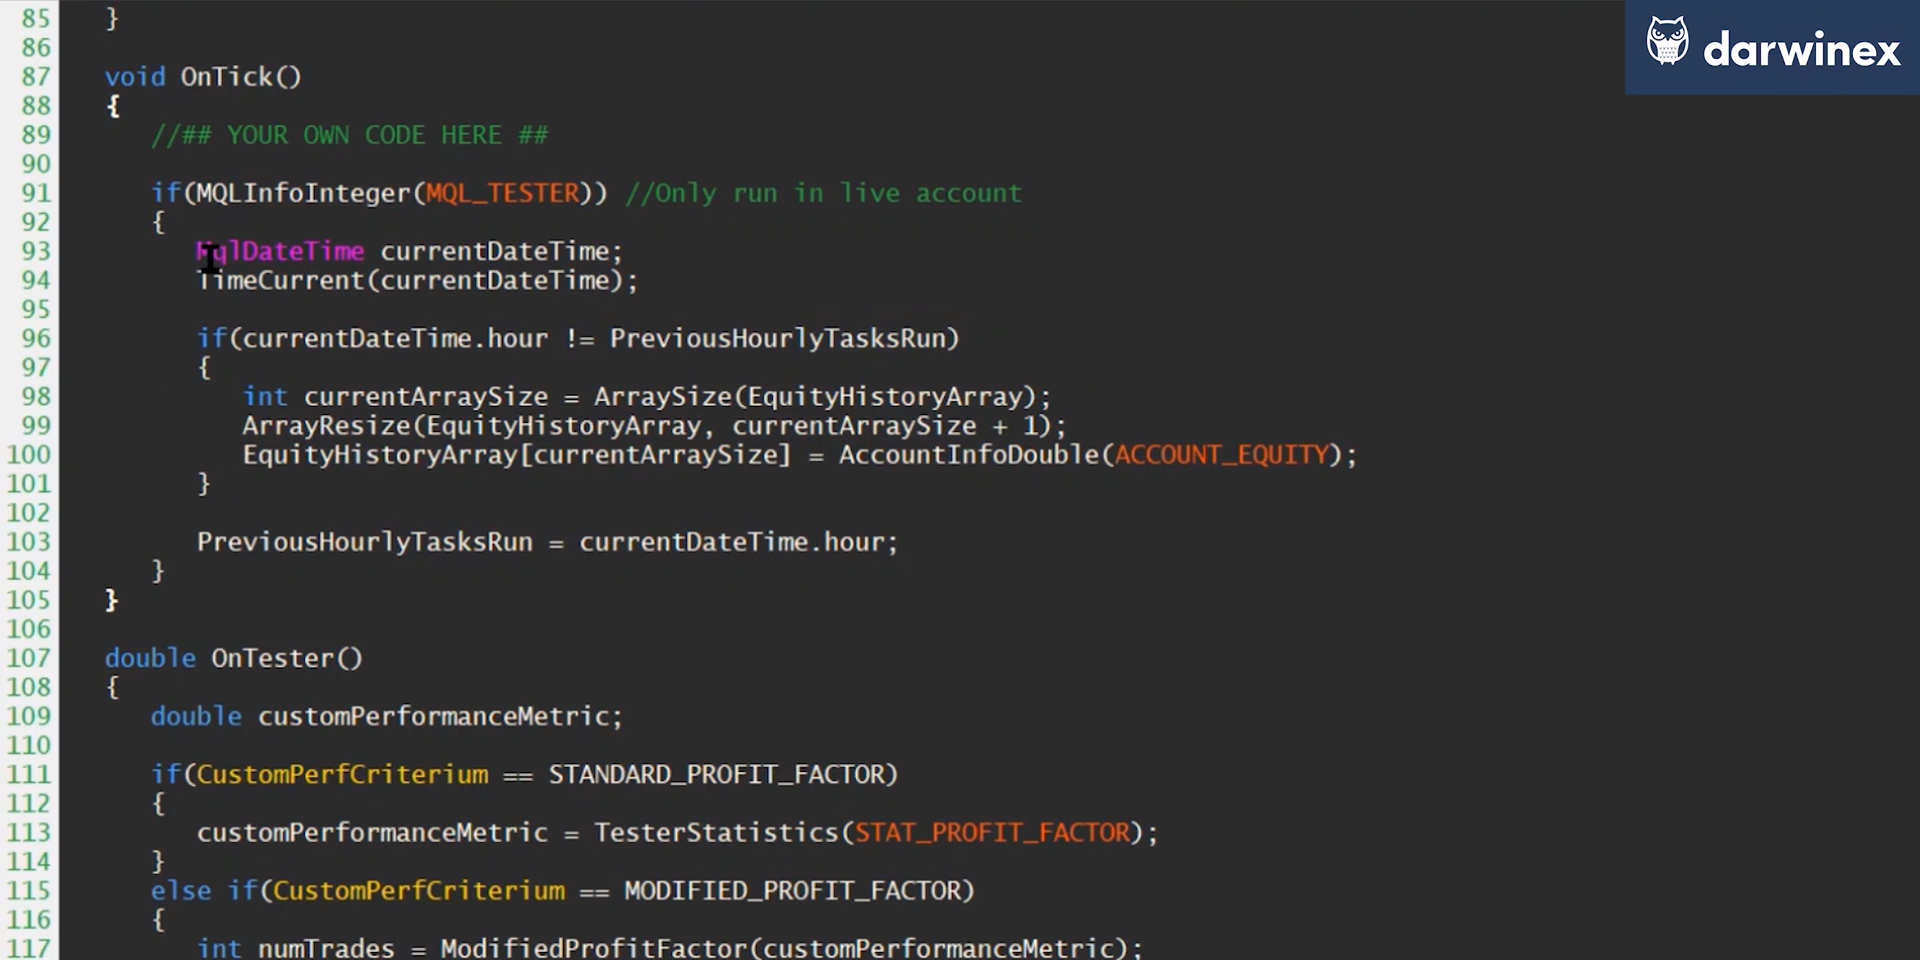 85 }
86
87 void OnTick()
88 {
89 //## YOUR OWN CODE HERE ##
90
91 if(MQLInfoInteger(MQL_TESTER)) //Only run in live account
92 {
93 MqlDateTime currentDateTime;
94 TimeCurrent(currentDateTime);
95
96 if(currentDateTime.hour != PreviousHourlyTasksRun)
97 {
98 int currentArraySize = ArraySize(EquityHistoryArray);
99 ArrayResize(EquityHistoryArray, currentArraySize + 1);
100 EquityHistoryArray[currentArraySize] = AccountInfoDouble(ACCOUNT_EQUITY);
101 }
102
103 PreviousHourlyTasksRun = currentDateTime.hour;
104 }
105 }
106
107 double OnTester()
108 {
109 double customPerformanceMetric;
110
111 if(CustomPerfCriterium == STANDARD_PROFIT_FACTOR)
112 {
113 customPerformanceMetric = TesterStatistics(STAT_PROFIT_FACTOR);
114 }
115 else if(CustomPerfCriterium == MODIFIED_PROFIT_FACTOR)
116 {
117 int numTrades = ModifiedProfitFactor(customPerformanceMetric);
darwinex